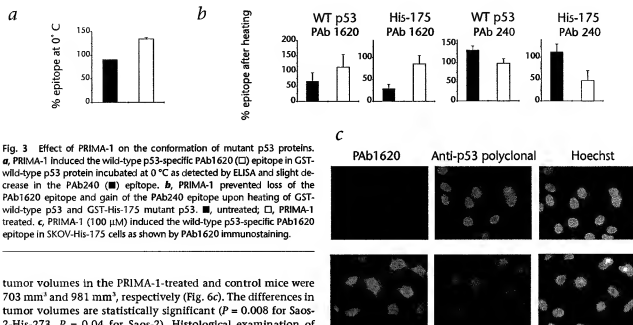 a
b
c
% epitope at 0˚ C
150
100
50
0
% epitope after heating
WT p53
PAb 1620
200
150
100
50
0
His-175
PAb 1620
100
50
0
WT p53
PAb 240
100
50
0
His-175
PAb 240
100
50
0
Fig. 3 Effect of PRIMA-1 on the conformation of mutant p53 proteins.
a, PRIMA-1 induced the wild-type p53-specific PAb1620 (□) epitope in GST-
wild-type p53 protein incubated at 0 °C as detected by ELISA and slight de-
crease in the PAb240 (■) epitope. b, PRIMA-1 prevented loss of the
PAb1620 epitope and gain of the PAb240 epitope upon heating of GST-
wild-type p53 and GST-His-175 mutant p53. ■, untreated; □, PRIMA-1
treated. c, PRIMA-1 (100 μM) induced the wild-type p53-specific PAb1620
epitope in SKOV-His-175 cells as shown by PAb1620 immunostaining.
PAb1620
Anti-p53 polyclonal
Hoechst
tumor volumes in the PRIMA-1-treated and control mice were
703 mm³ and 981 mm³, respectively (Fig. 6c). The differences in
tumor volumes are statistically significant (P = 0.008 for Saos-
2-His-273, P = 0.04 for Saos-2). Histological examination of